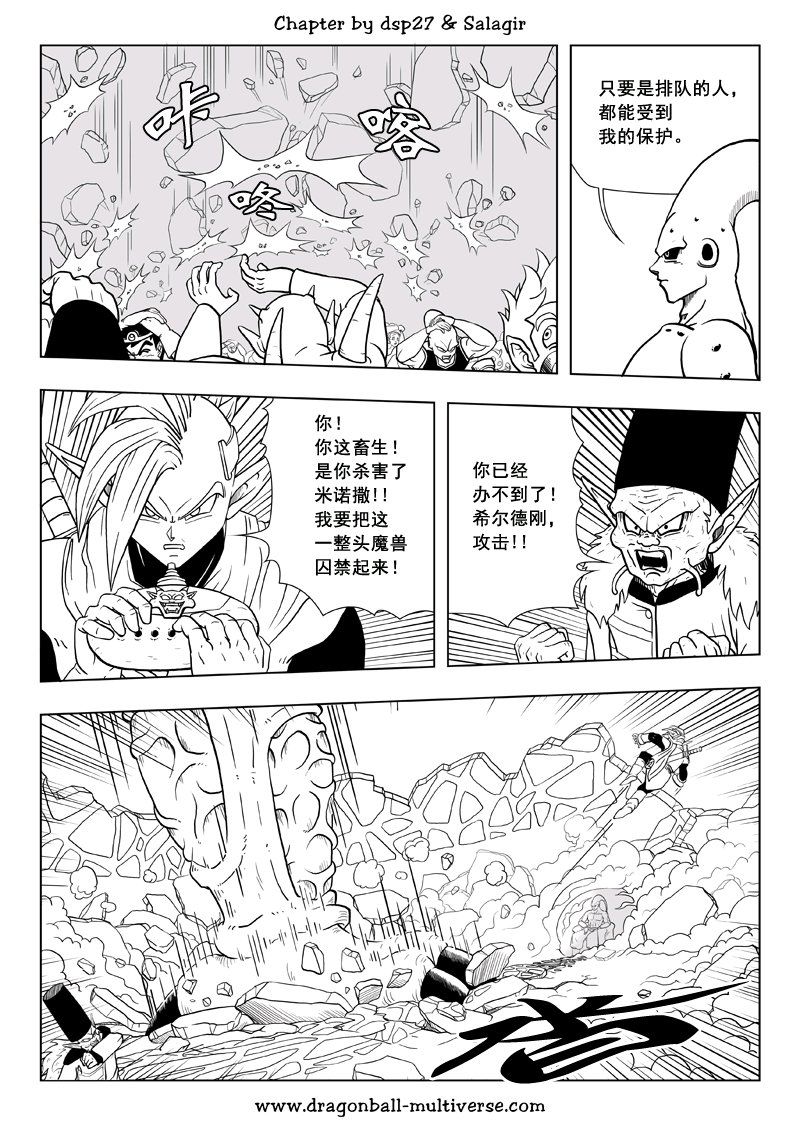 Chapter by dsp27 & Salagir
咔
喀
咚
只要是排队的人，
都能受到
我的保护。
你！
你这畜生！
是你杀害了
米诺撒！！
我要把这
一整头魔兽
囚禁起来！
你已经
办不到了！
希尔德刚，
攻击！！
www.dragonball-multiverse.com